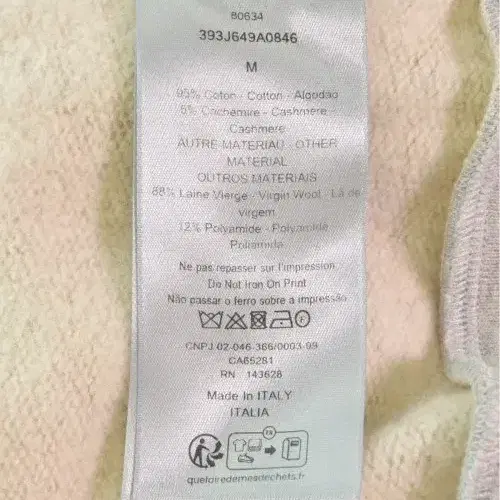 B0634
393J649A0846
M
95% Coton - Cotton - Algodao
5% Cachemire - Cashmere -
Cashmere
AUTRE MATERIAU - OTHER
MATERIAL
OUTROS MATERIAIS
88% Laine Vierge - Virgin Wool - Lã de
Virgem
12% Polyamide - Polyamide
Poliamida
Ne pas repasser sur l'impression
Do Not Iron On Print
Não passar o ferro sobre a impressão
CNPJ 02-046-366/0003-09
CA65281
RN 143628
Made In ITALY
ITALIA
quefairedemesdechets.fr